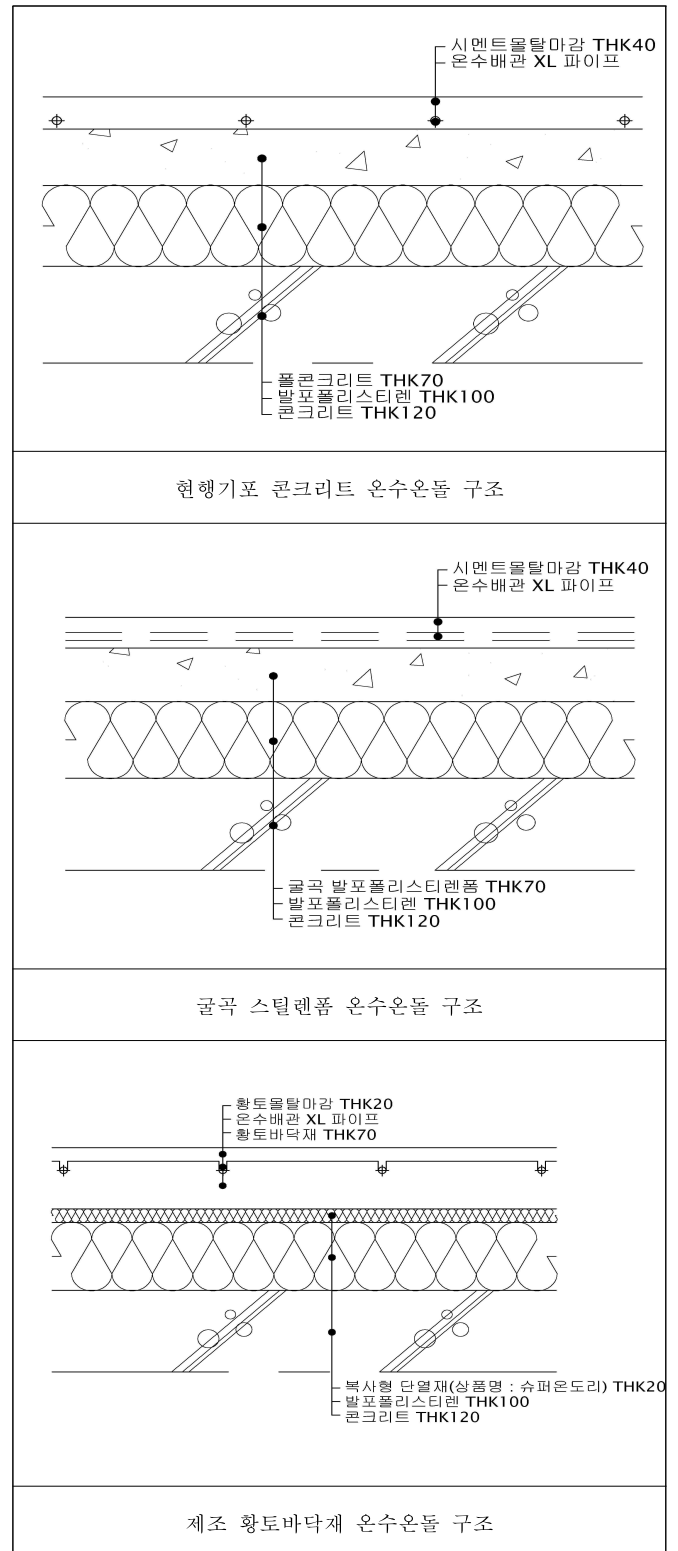 시멘트몰탈마감 THK40
온수배관 XL 파이프
폴콘크리트 THK70
발포폴리스티렌 THK100
콘크리트 THK120
현행기포 콘크리트 온수온돌 구조
시멘트몰탈마감 THK40
온수배관 XL 파이프
굴곡 발포폴리스티렌폼 THK70
발포폴리스티렌 THK100
콘크리트 THK120
굴곡 스틸렌폼 온수온돌 구조
황토몰탈마감 THK20
온수배관 XL 파이프
황토바닥재 THK70
복사형 단열재(상품명 : 슈퍼온도리) THK20
발포폴리스티렌 THK100
콘크리트 THK120
제조 황토바닥재 온수온돌 구조